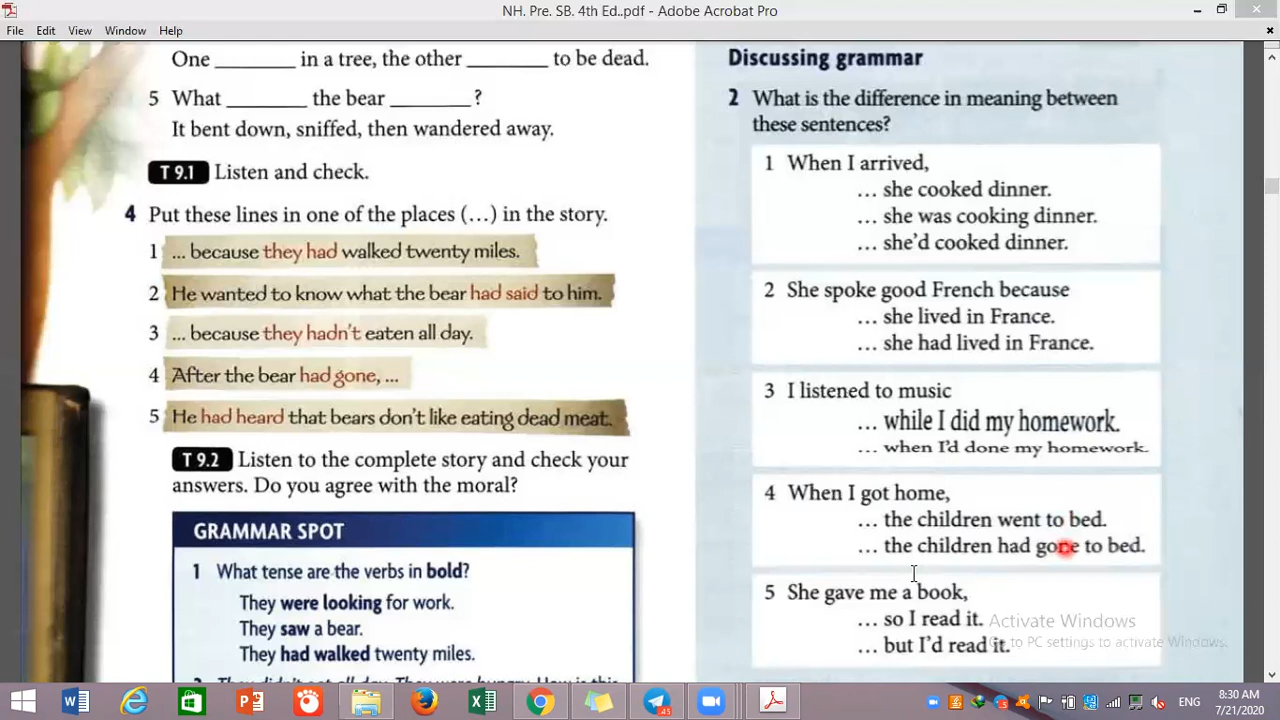 NH. Pre. SB. 4th Ed..pdf - Adobe Acrobat Pro
File Edit View Window Help
One ________ in a tree, the other ________ to be dead.
5 What ________ the bear ________?
It bent down, sniffed, then wandered away.
T 9.1 Listen and check.
4 Put these lines in one of the places (…) in the story.
1 … because they had walked twenty miles.
2 He wanted to know what the bear had said to him.
3 … because they hadn't eaten all day.
4 After the bear had gone, …
5 He had heard that bears don't like eating dead meat.
T 9.2 Listen to the complete story and check your
answers. Do you agree with the moral?
GRAMMAR SPOT
1 What tense are the verbs in bold?
They were looking for work.
They saw a bear.
They had walked twenty miles.
Discussing grammar
2 What is the difference in meaning between
these sentences?
1 When I arrived,
… she cooked dinner.
… she was cooking dinner.
… she'd cooked dinner.
2 She spoke good French because
… she lived in France.
… she had lived in France.
3 I listened to music
… while I did my homework.
… when I'd done my homework.
4 When I got home,
… the children went to bed.
… the children had gone to bed.
5 She gave me a book,
… so I read it.
… but I'd read it.
Activate Windows
Go to PC settings to activate Windows.
45
ENG
8:30 AM
7/21/2020